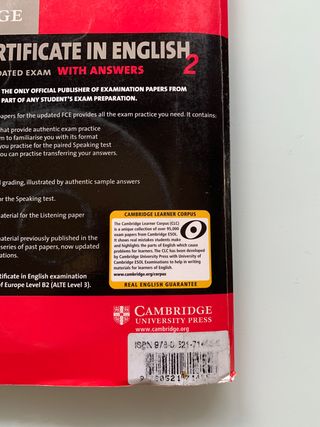 GE
RTIFICATE IN ENGLISH 2
DATED EXAM WITH ANSWERS
THE ONLY OFFICIAL PUBLISHER OF EXAMINATION PAPERS FROM
PART OF ANY STUDENT'S EXAM PREPARATION.
papers for the updated FCE provides all the exam practice you need. It contains:
that provide authentic exam practice
m to familiarise you with its format
you practise for the paired Speaking test
ou can practise transferring your answers.
d grading, illustrated by authentic sample answers
for the Speaking test.
aterial for the Listening paper
material previously published in the
series of past papers, now updated
ations.
tificate in English examination
of Europe Level B2 (ALTE Level 3).
CAMBRIDGE LEARNER CORPUS
The Cambridge Learner Corpus (CLC)
is a unique collection of over 95,000
exam papers from Cambridge ESOL.
It shows real mistakes students make
and highlights the parts of English which cause
problems for learners. The CLC has been developed
by Cambridge University Press with University of
Cambridge ESOL Examinations to help in writing
materials for learners of English.
www.cambridge.org/corpus
REAL ENGLISH GUARANTEE
CAMBRIDGE
UNIVERSITY PRESS
www.cambridge.org
ISBN 978-0-521-714